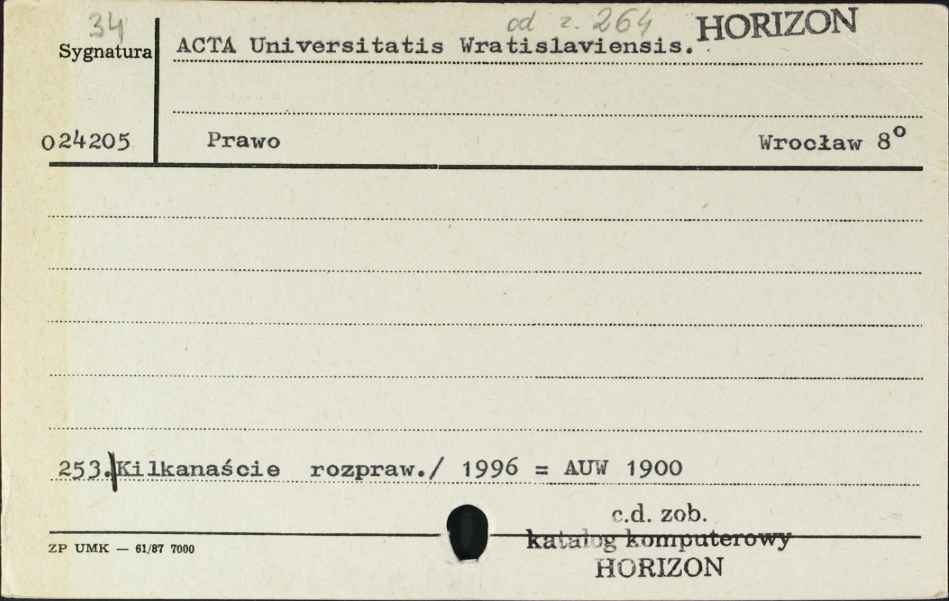 34
od z. 264
HORIZON
Sygnatura
ACTA Universitatis Wratislaviensis.
024205
Prawo
Wrocław 8°
253. Kilkanaście rozpraw./ 1996 = AUW 1900
c.d. zob.
katalog komputerowy
HORIZON
ZP UMK — 61/87 7000